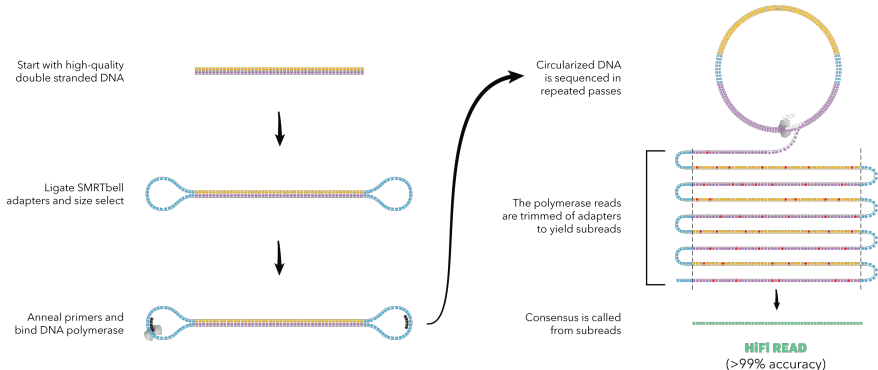 Start with high-quality
double stranded DNA
Ligate SMRTbell
adapters and size select
Anneal primers and
bind DNA polymerase
Circularized DNA
is sequenced in
repeated passes
The polymerase reads
are trimmed of adapters
to yield subreads
Consensus is called
from subreads
HiFi READ
(>99% accuracy)